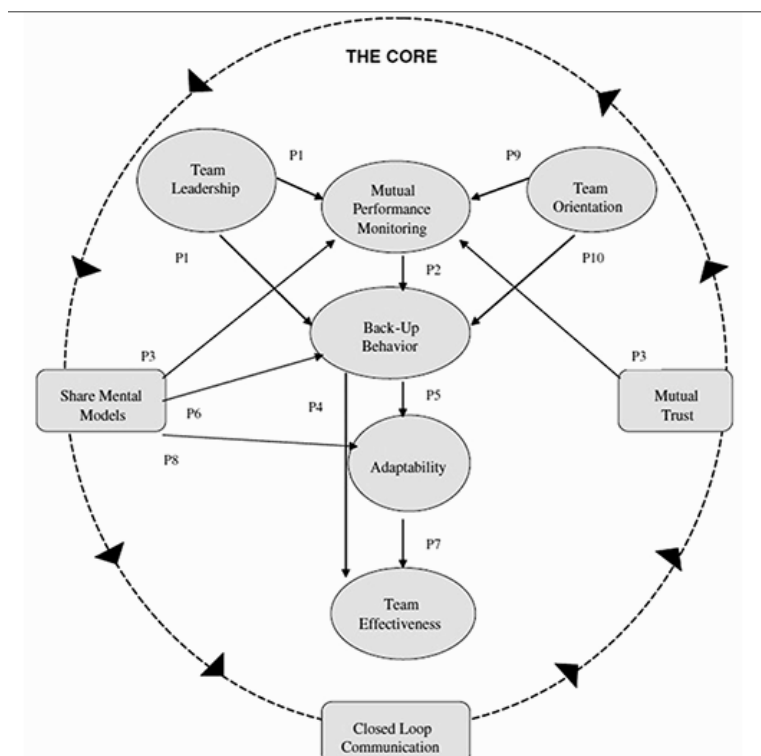 THE CORE
Team
Leadership
P1
Mutual
Performance
Monitoring
P9
Team
Orientation
P1
P2
P10
Back-Up
Behavior
P3
P3
Share Mental
Models
P6
P4
P5
Mutual
Trust
P8
Adaptability
P7
Team
Effectiveness
Closed Loop
Communication